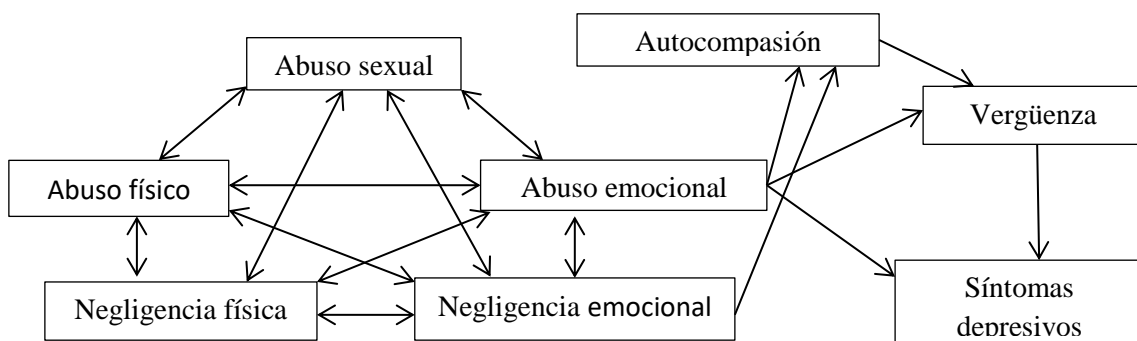 Autocompasión
Abuso sexual
Vergüenza
Abuso físico
Abuso emocional
Negligencia física
Negligencia emocional
Síntomas
depresivos